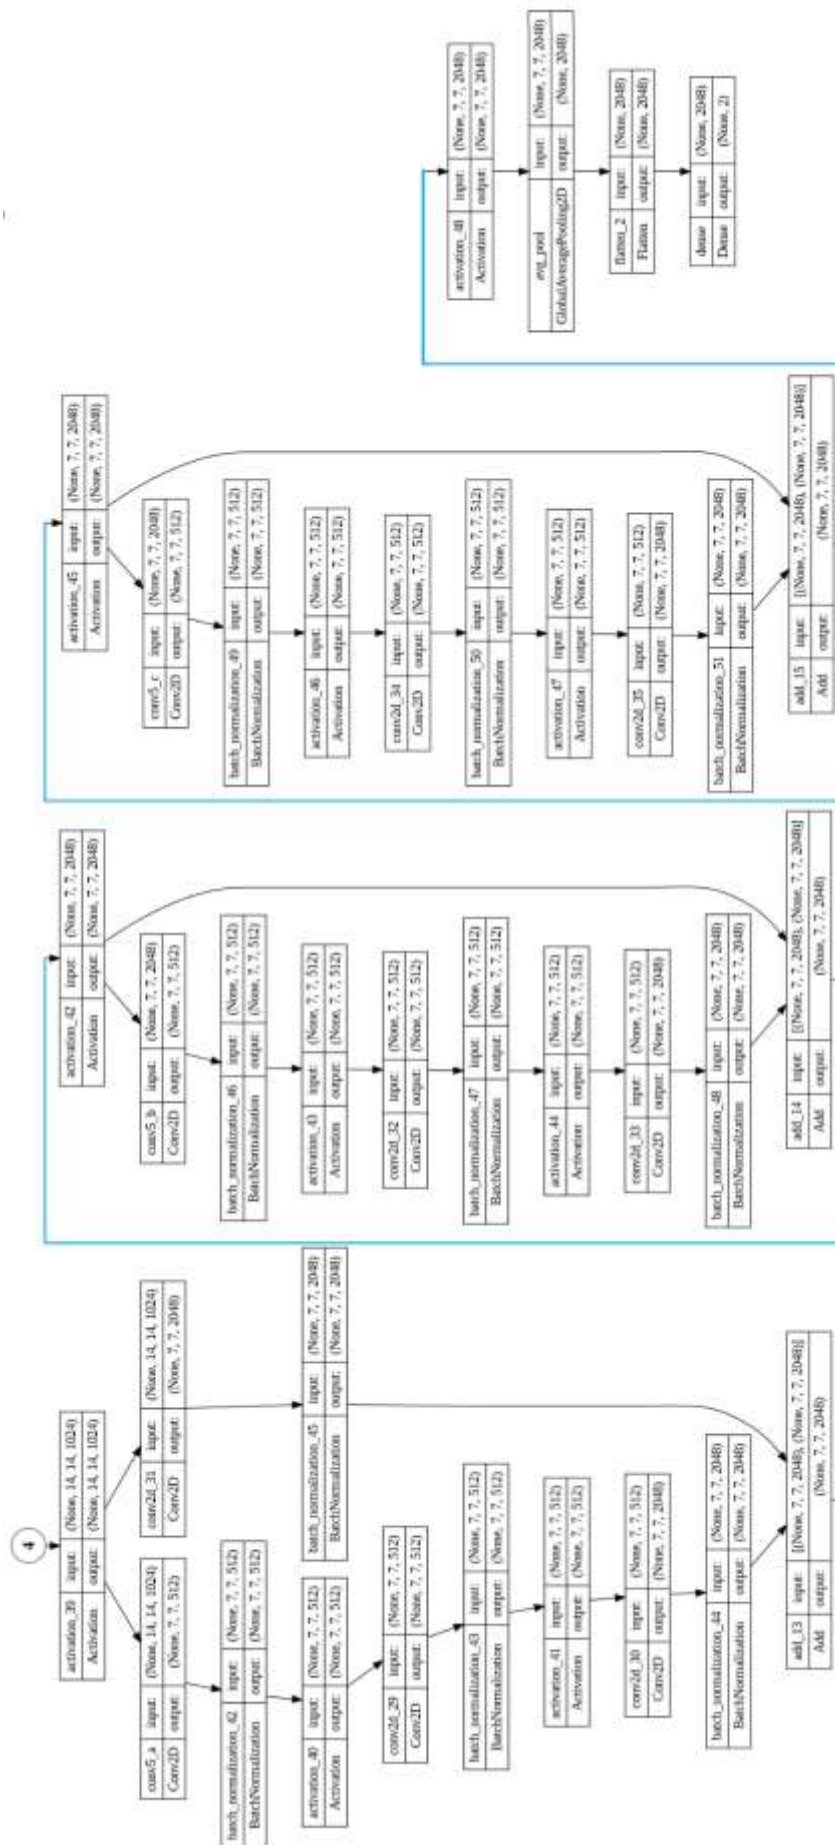 4
activation_39 input: (None, 14, 14, 1024)
Activation output: (None, 14, 14, 1024)
conv5_a input: (None, 14, 14, 1024)
Conv2D output: (None, 7, 7, 512)
conv2d_31 input: (None, 14, 14, 1024)
Conv2D output: (None, 7, 7, 2048)
batch_normalization_42 input: (None, 7, 7, 512)
BatchNormalization output: (None, 7, 7, 512)
activation_40 input: (None, 7, 7, 512)
Activation output: (None, 7, 7, 512)
batch_normalization_45 input: (None, 7, 7, 2048)
BatchNormalization output: (None, 7, 7, 2048)
conv2d_29 input: (None, 7, 7, 512)
Conv2D output: (None, 7, 7, 512)
batch_normalization_43 input: (None, 7, 7, 512)
BatchNormalization output: (None, 7, 7, 512)
activation_41 input: (None, 7, 7, 512)
Activation output: (None, 7, 7, 512)
conv2d_30 input: (None, 7, 7, 512)
Conv2D output: (None, 7, 7, 2048)
batch_normalization_44 input: (None, 7, 7, 2048)
BatchNormalization output: (None, 7, 7, 2048)
add_13 input: [(None, 7, 7, 2048), (None, 7, 7, 2048)]
Add output: (None, 7, 7, 2048)
activation_42 input: (None, 7, 7, 2048)
Activation output: (None, 7, 7, 2048)
conv5_b input: (None, 7, 7, 2048)
Conv2D output: (None, 7, 7, 512)
batch_normalization_46 input: (None, 7, 7, 512)
BatchNormalization output: (None, 7, 7, 512)
activation_43 input: (None, 7, 7, 512)
Activation output: (None, 7, 7, 512)
conv2d_32 input: (None, 7, 7, 512)
Conv2D output: (None, 7, 7, 512)
batch_normalization_47 input: (None, 7, 7, 512)
BatchNormalization output: (None, 7, 7, 512)
activation_44 input: (None, 7, 7, 512)
Activation output: (None, 7, 7, 512)
conv2d_33 input: (None, 7, 7, 512)
Conv2D output: (None, 7, 7, 2048)
batch_normalization_48 input: (None, 7, 7, 2048)
BatchNormalization output: (None, 7, 7, 2048)
add_14 input: [(None, 7, 7, 2048), (None, 7, 7, 2048)]
Add output: (None, 7, 7, 2048)
activation_45 input: (None, 7, 7, 2048)
Activation output: (None, 7, 7, 2048)
conv5_c input: (None, 7, 7, 2048)
Conv2D output: (None, 7, 7, 512)
batch_normalization_49 input: (None, 7, 7, 512)
BatchNormalization output: (None, 7, 7, 512)
activation_46 input: (None, 7, 7, 512)
Activation output: (None, 7, 7, 512)
conv2d_34 input: (None, 7, 7, 512)
Conv2D output: (None, 7, 7, 512)
batch_normalization_50 input: (None, 7, 7, 512)
BatchNormalization output: (None, 7, 7, 512)
activation_47 input: (None, 7, 7, 512)
Activation output: (None, 7, 7, 512)
conv2d_35 input: (None, 7, 7, 512)
Conv2D output: (None, 7, 7, 2048)
batch_normalization_51 input: (None, 7, 7, 2048)
BatchNormalization output: (None, 7, 7, 2048)
add_15 input: [(None, 7, 7, 2048), (None, 7, 7, 2048)]
Add output: (None, 7, 7, 2048)
activation_48 input: (None, 7, 7, 2048)
Activation output: (None, 7, 7, 2048)
avg_pool input: (None, 7, 7, 2048)
GlobalAveragePooling2D output: (None, 2048)
flatten_2 input: (None, 2048)
Flatten output: (None, 2048)
dense input: (None, 2048)
Dense output: (None, 2)